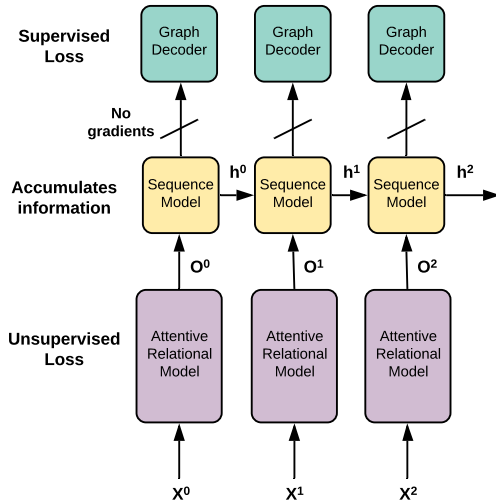 Supervised
Loss
Graph
Decoder
Graph
Decoder
Graph
Decoder
No
gradients
Accumulates
information
Sequence
Model
h⁰
Sequence
Model
h¹
Sequence
Model
h²
O⁰
O¹
O²
Unsupervised
Loss
Attentive
Relational
Model
Attentive
Relational
Model
Attentive
Relational
Model
X⁰
X¹
X²